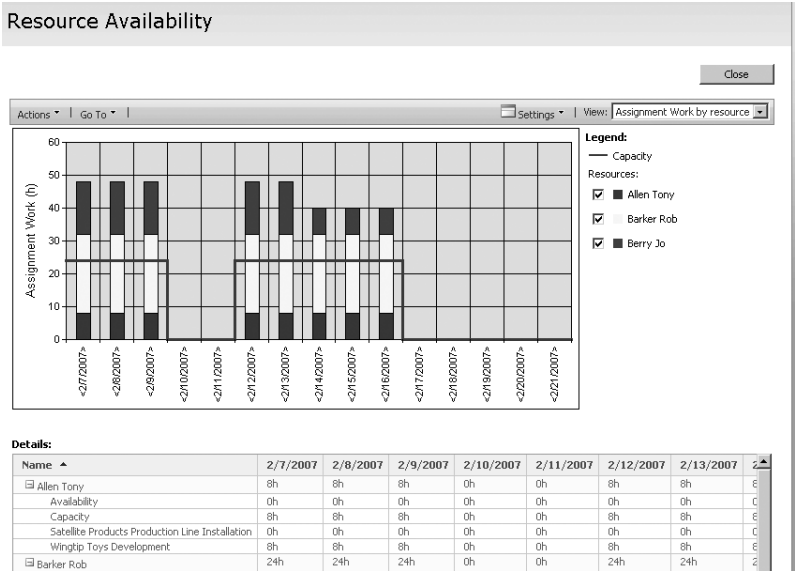 Resource Availability
Close
Actions | Go To | Settings | View: Assignment Work by resource
Legend:
Capacity
Resources:
Allen Tony
Barker Rob
Berry Jo
Assignment Work (h)
60
50
40
30
20
10
0
<2/7/2007> <2/8/2007> <2/9/2007> <2/10/2007> <2/11/2007> <2/12/2007> <2/13/2007> <2/14/2007> <2/15/2007> <2/16/2007> <2/17/2007> <2/18/2007> <2/19/2007> <2/20/2007> <2/21/2007>
Details:
Name 2/7/2007 2/8/2007 2/9/2007 2/10/2007 2/11/2007 2/12/2007 2/13/2007
Allen Tony 8h 8h 8h 0h 0h 8h 8h
Availability 0h 0h 0h 0h 0h 0h 0h
Capacity 8h 8h 8h 0h 0h 8h 8h
Satellite Products Production Line Installation 0h 0h 0h 0h 0h 0h 0h
Wingtip Toys Development 8h 8h 8h 0h 0h 8h 8h
Barker Rob 24h 24h 24h 0h 0h 24h 24h